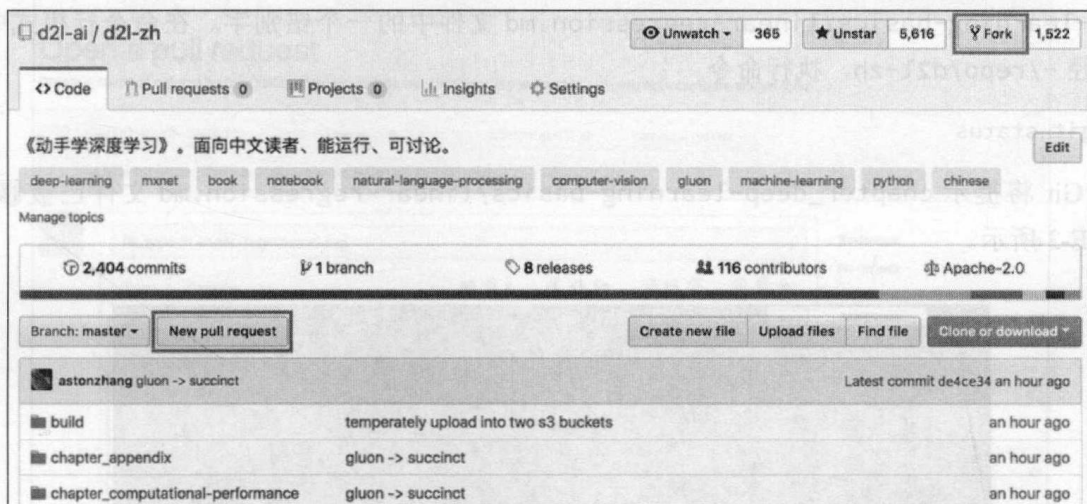 d2l-ai / d2l-zh Unwatch 365 Unstar 5,616 Fork 1,522
Code Pull requests 0 Projects 0 Insights Settings
《动手学深度学习》。面向中文读者、能运行、可讨论。 Edit
deep-learning mxnet book notebook natural-language-processing computer-vision gluon machine-learning python chinese
Manage topics
2,404 commits 1 branch 8 releases 116 contributors Apache-2.0
Branch: master New pull request Create new file Upload files Find file Clone or download
astonzhang gluon -> succinct Latest commit de4ce34 an hour ago
build temperately upload into two s3 buckets an hour ago
chapter_appendix gluon -> succinct an hour ago
chapter_computational-performance gluon -> succinct an hour ago